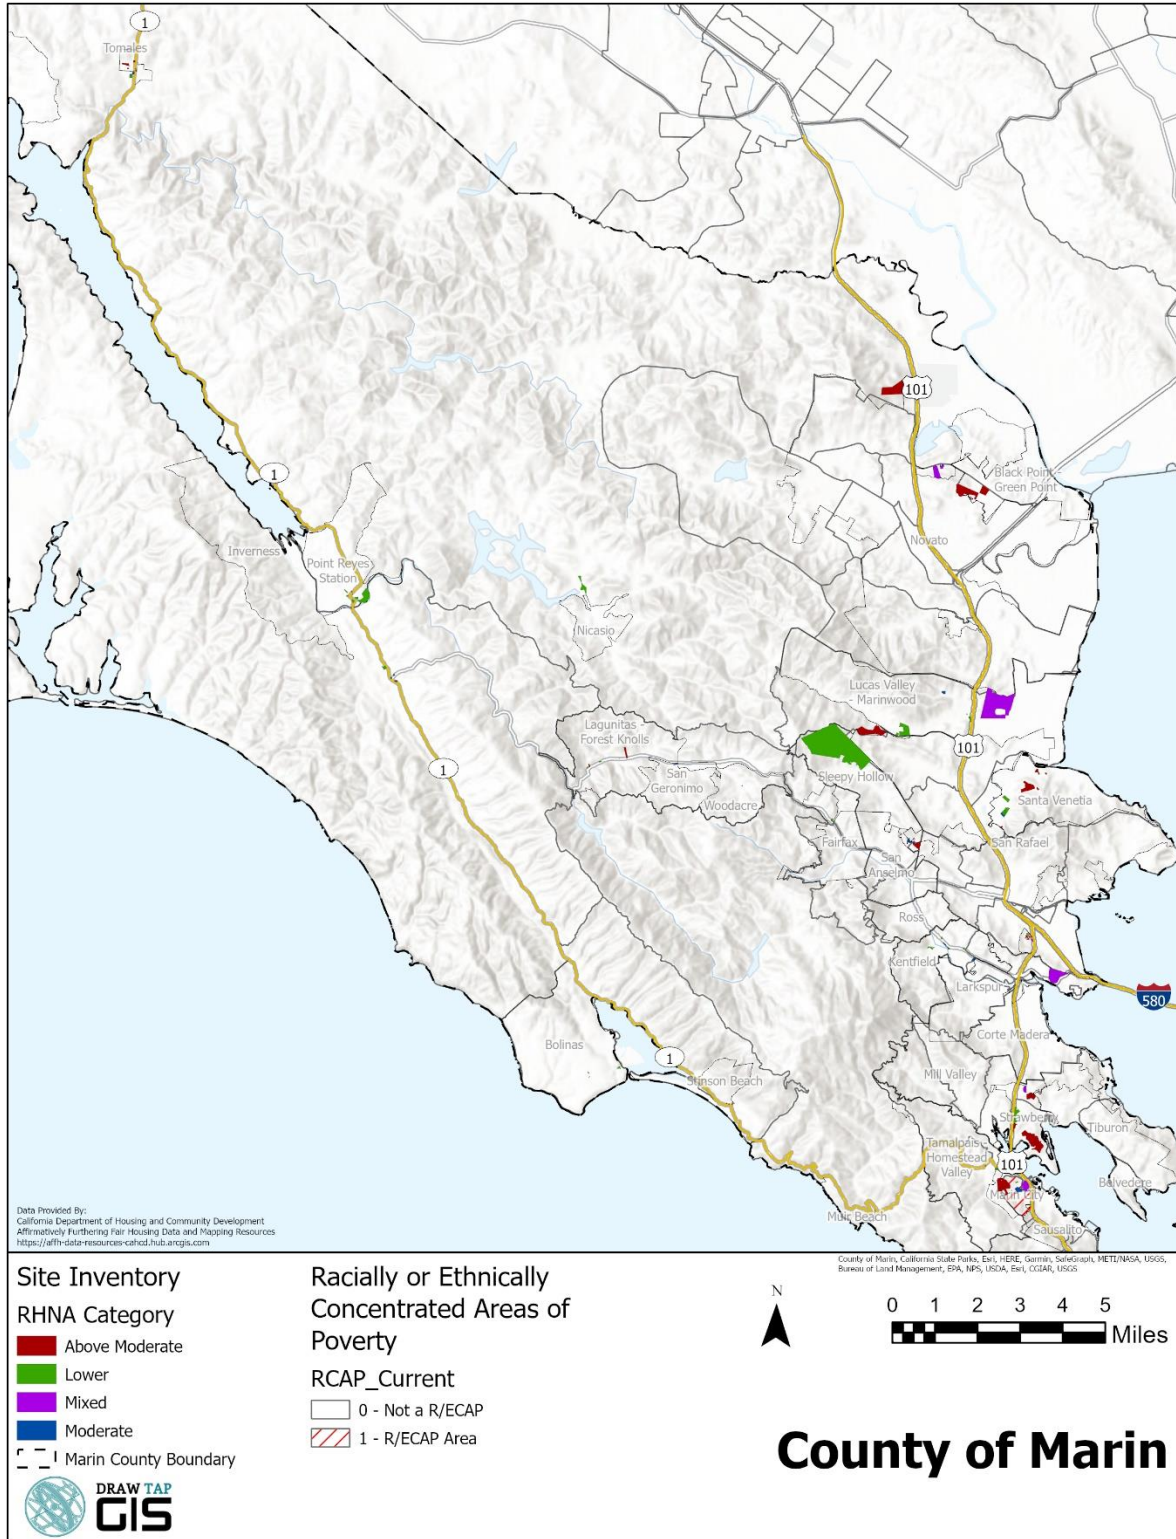 1
Tomales
101
Black Point -
Green Point
1
Novato
Inverness
Point Reyes
Station
Nicasio
Lucas Valley
- Marinwood
Lagunitas -
Forest Knolls
101
1
San
Geronimo
Sleepy Hollow
Woodacre
Santa Venetia
Fairfax
San Rafael
San
Anselmo
Ross
Kentfield
Larkspur
580
Corte Madera
Bolinas
1
Stinson Beach
Mill Valley
Strawberry
Tiburon
Tamalpais -
Homestead
Valley
101
Belvedere
Marin City
Muir Beach
Sausalito
Data Provided By:
California Department of Housing and Community Development
Affirmatively Furthering Fair Housing Data and Mapping Resources
https://affh-data-resources-cahcd.hub.arcgis.com
County of Marin, California State Parks, Esri, HERE, Garmin, SafeGraph, METI/NASA, USGS,
Bureau of Land Management, EPA, NPS, USDA, Esri, CGIAR, USGS
Site Inventory
RHNA Category
Above Moderate
Lower
Mixed
Moderate
Marin County Boundary
Racially or Ethnically
Concentrated Areas of
Poverty
RCAP_Current
0 - Not a R/ECAP
1 - R/ECAP Area
N
0 1 2 3 4 5
Miles
County of Marin
DRAW TAP
GIS